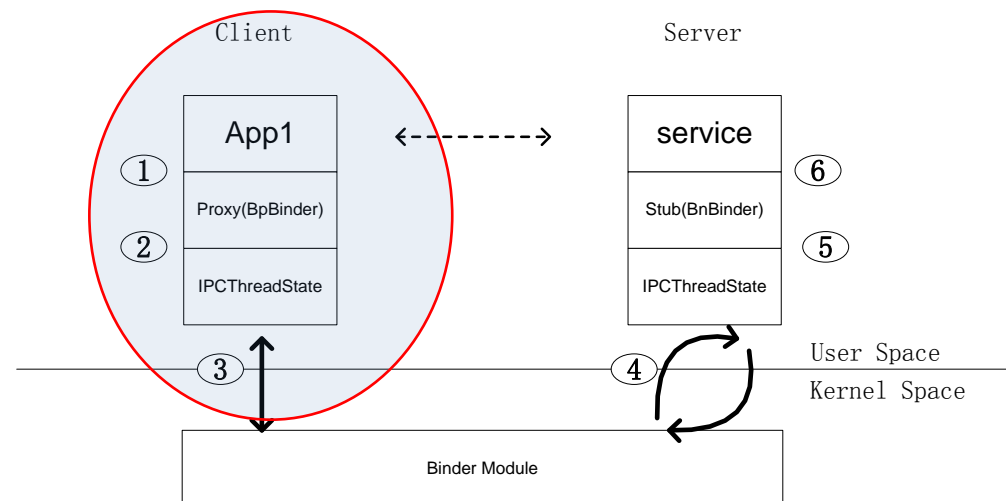 Client
Server
App1
service
①
⑥
Proxy(BpBinder)
Stub(BnBinder)
②
⑤
IPCThreadState
IPCThreadState
③
④
User Space
Kernel Space
Binder Module